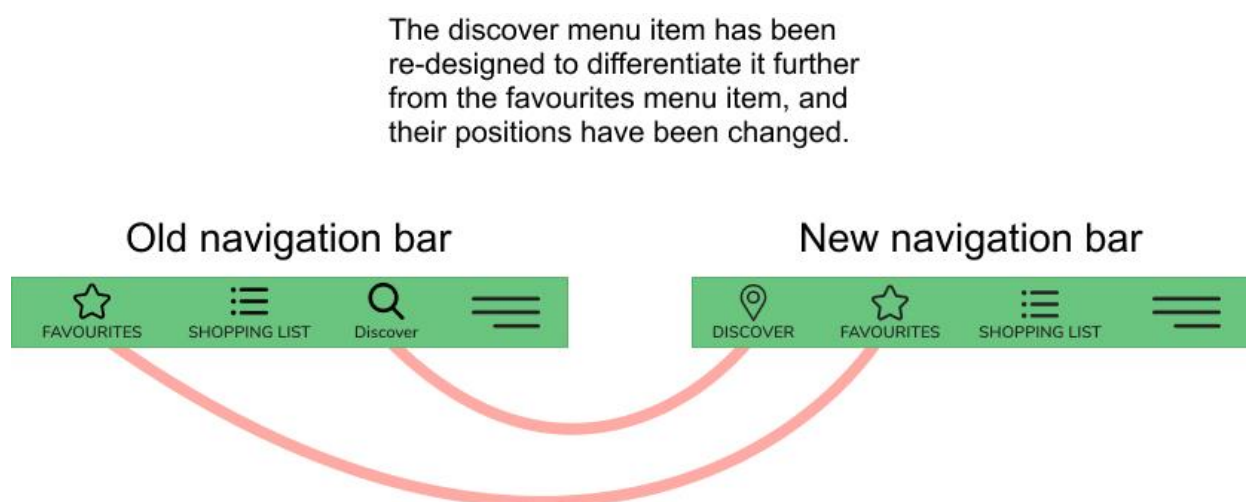 The discover menu item has been
re-designed to differentiate it further
from the favourites menu item, and
their positions have been changed.
Old navigation bar
New navigation bar
FAVOURITES SHOPPING LIST Discover
DISCOVER FAVOURITES SHOPPING LIST